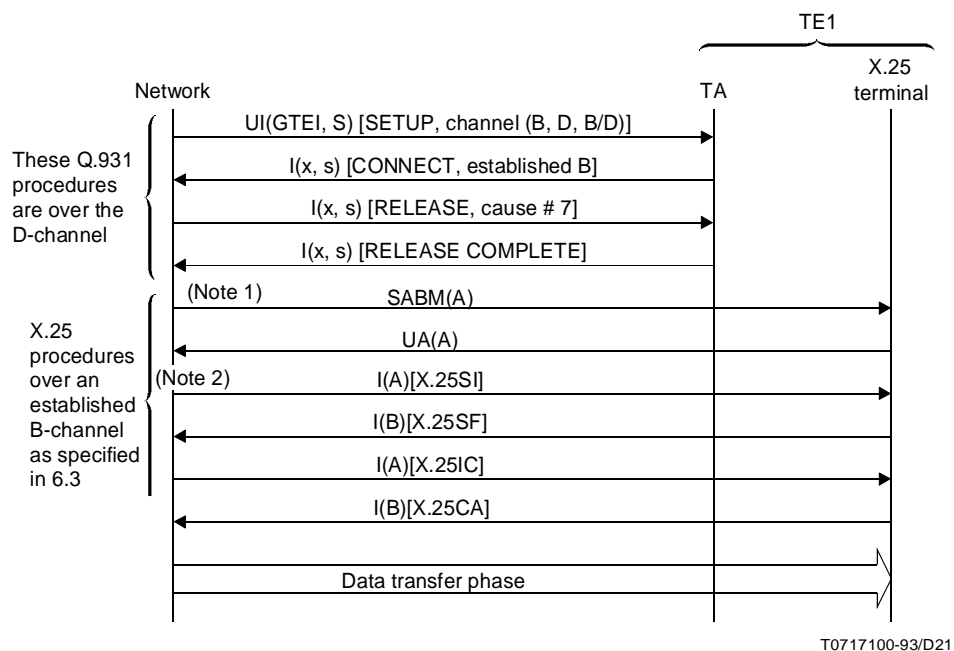 TE1
Network
TA
X.25
terminal
These Q.931
procedures
are over the
D-channel
UI(GTEI, S) [SETUP, channel (B, D, B/D)]
I(x, s) [CONNECT, established B]
I(x, s) [RELEASE, cause # 7]
I(x, s) [RELEASE COMPLETE]
X.25
procedures
over an
established
B-channel
as specified
in 6.3
(Note 1)
SABM(A)
UA(A)
(Note 2)
I(A)[X.25SI]
I(B)[X.25SF]
I(A)[X.25IC]
I(B)[X.25CA]
Data transfer phase
T0717100-93/D21